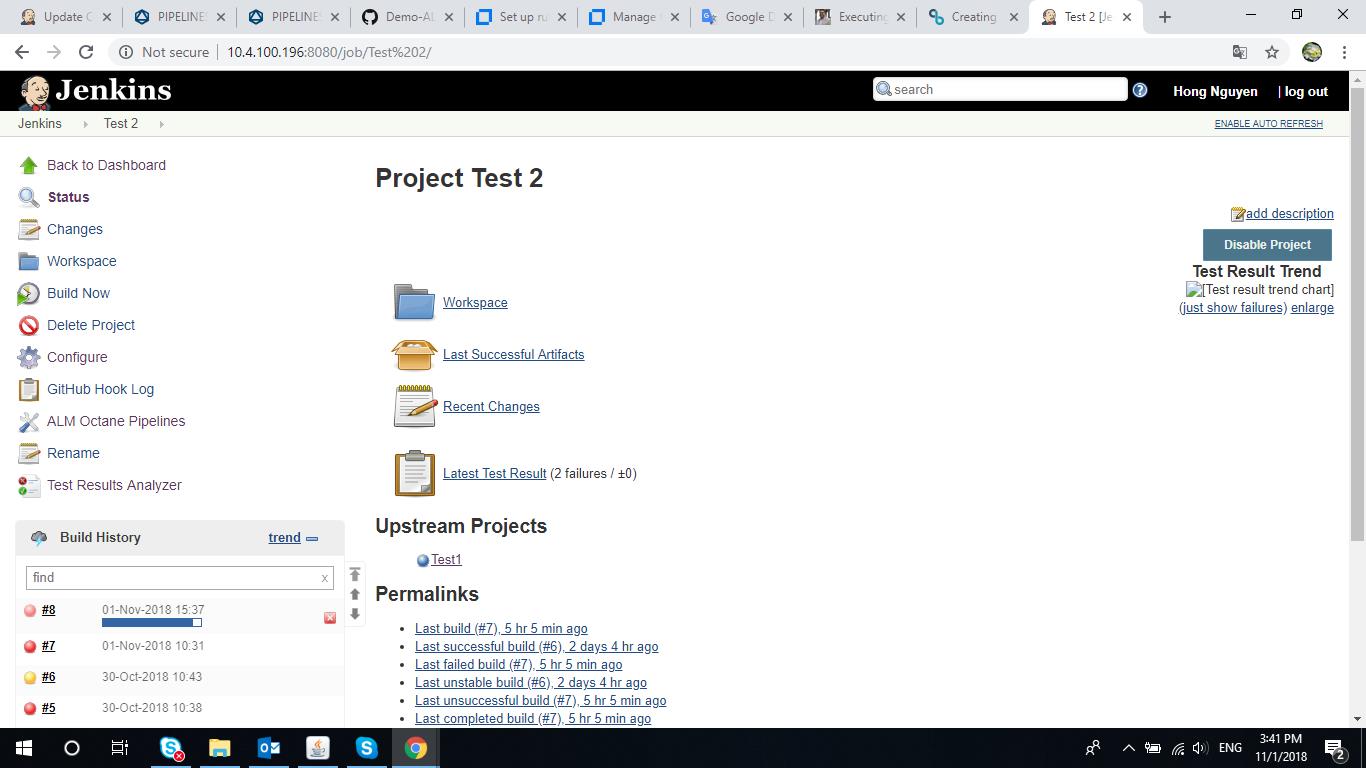 Update C
PIPELINES
PIPELINES
Demo-AL
Set up ru
Manage
Google D
Executing
Creating
Test 2 [Je
Not secure | 10.4.100.196:8080/job/Test%202/
Jenkins
search
Hong Nguyen
| log out
Jenkins
Test 2
ENABLE AUTO REFRESH
Back to Dashboard
Status
Changes
Workspace
Build Now
Delete Project
Configure
GitHub Hook Log
ALM Octane Pipelines
Rename
Test Results Analyzer
Build History
trend
find
x
#8
01-Nov-2018 15:37
#7
01-Nov-2018 10:31
#6
30-Oct-2018 10:43
#5
30-Oct-2018 10:38
Project Test 2
add description
Disable Project
Test Result Trend
[Test result trend chart]
(just show failures) enlarge
Workspace
Last Successful Artifacts
Recent Changes
Latest Test Result (2 failures / ±0)
Upstream Projects
Test1
Permalinks
Last build (#7), 5 hr 5 min ago
Last successful build (#6), 2 days 4 hr ago
Last failed build (#7), 5 hr 5 min ago
Last unstable build (#6), 2 days 4 hr ago
Last unsuccessful build (#7), 5 hr 5 min ago
Last completed build (#7), 5 hr 5 min ago
ENG
3:41 PM
11/1/2018
2